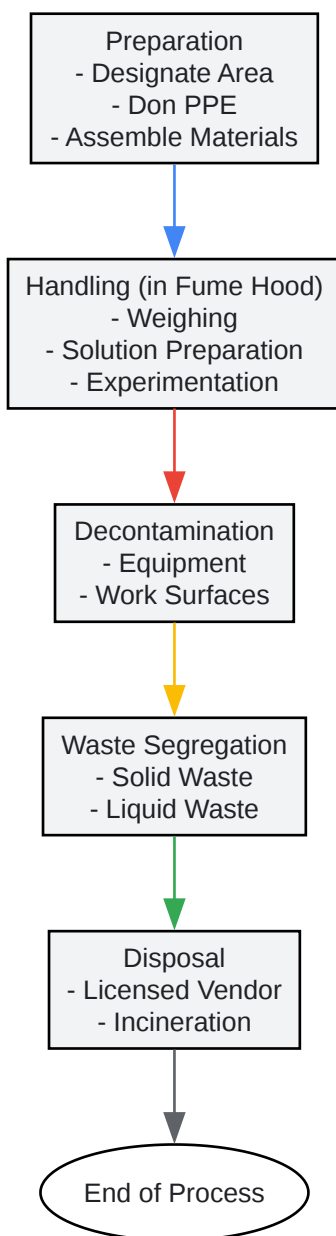 Preparation
- Designate Area
- Don PPE
- Assemble Materials
Handling (in Fume Hood)
- Weighing
- Solution Preparation
- Experimentation
Decontamination
- Equipment
- Work Surfaces
Waste Segregation
- Solid Waste
- Liquid Waste
Disposal
- Licensed Vendor
- Incineration
End of Process